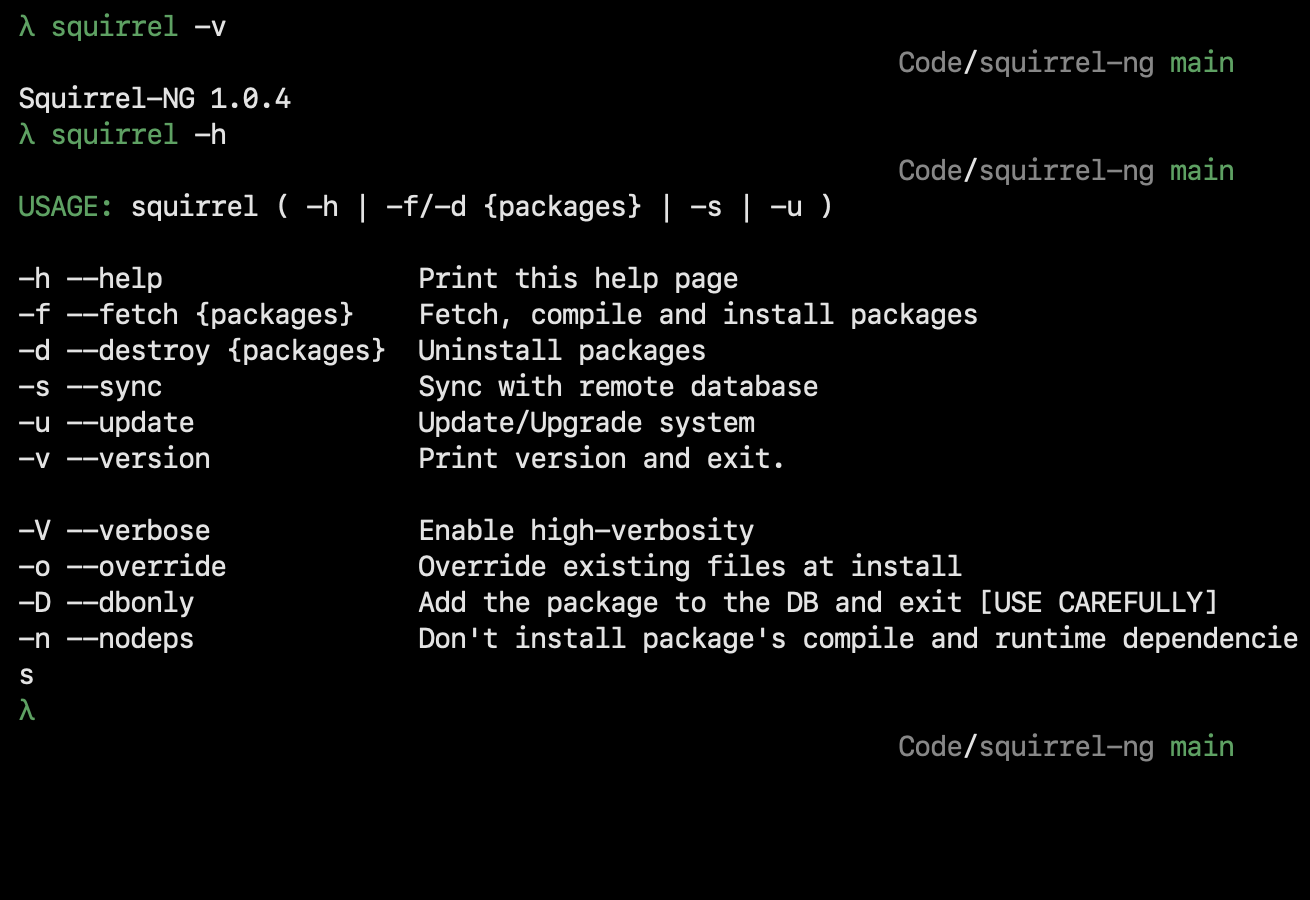 λ squirrel -v
Code/squirrel-ng main
Squirrel-NG 1.0.4
λ squirrel -h
Code/squirrel-ng main
USAGE: squirrel ( -h | -f/-d {packages} | -s | -u )
-h --help Print this help page
-f --fetch {packages} Fetch, compile and install packages
-d --destroy {packages} Uninstall packages
-s --sync Sync with remote database
-u --update Update/Upgrade system
-v --version Print version and exit.
-V --verbose Enable high-verbosity
-o --override Override existing files at install
-D --dbonly Add the package to the DB and exit [USE CAREFULLY]
-n --nodeps Don't install package's compile and runtime dependencie
s
λ
Code/squirrel-ng main